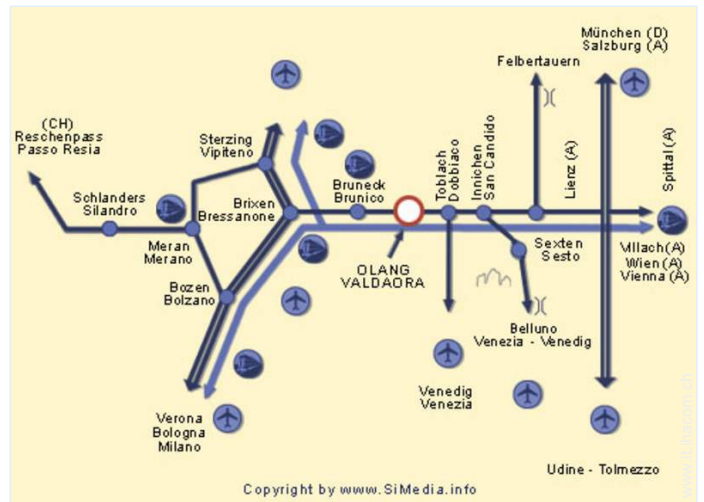 München (D)
Salzburg (A)
Felbertauern
(CH)
Reschenpass
Passo Resia
Sterzing
Vipiteno
Schlanders
Silandro
Brixen
Bressanone
Bruneck
Brunico
Toblach
Dobbiaco
Innichen
San Candido
Lienz (A)
Spittal (A)
Meran
Merano
OLANG
VALDAORA
Sexten
Sesto
Villach (A)
Wien (A)
Vienna (A)
Bozen
Bolzano
Belluno
Venezia - Venedig
Venedig
Venezia
Verona
Bologna
Milano
Udine - Tolmezzo
Copyright by www.SiMedia.info